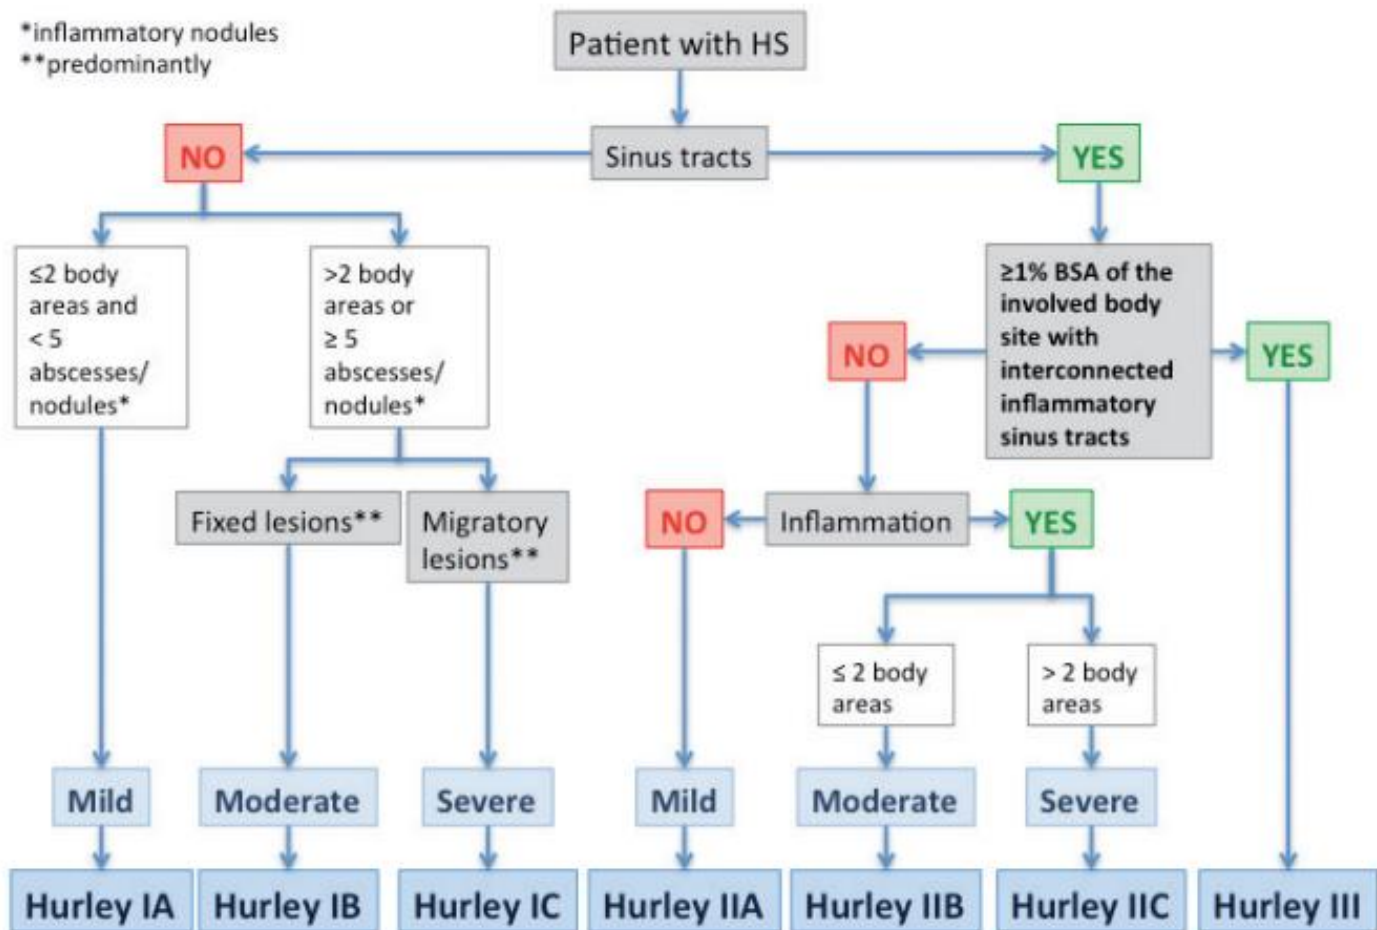 *inflammatory nodules
**predominantly
Patient with HS
NO
Sinus tracts
YES
≤2 body
areas and
< 5
abscesses/
nodules*
>2 body
areas or
≥ 5
abscesses/
nodules*
≥1% BSA of the
involved body
site with
interconnected
inflammatory
sinus tracts
NO
YES
Fixed lesions**
Migratory
lesions**
NO
Inflammation
YES
≤ 2 body
areas
> 2 body
areas
Mild
Moderate
Severe
Mild
Moderate
Severe
Hurley IA
Hurley IB
Hurley IC
Hurley IIA
Hurley IIB
Hurley IIC
Hurley III